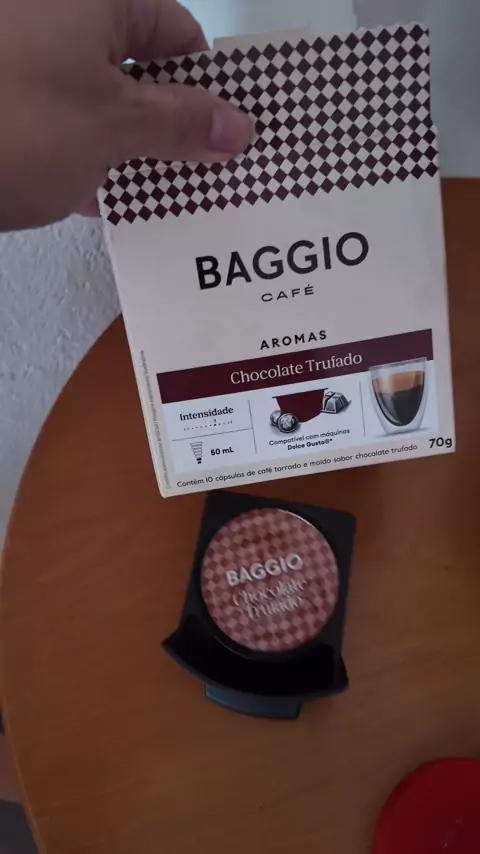 BAGGIO
CAFÉ
AROMAS
Chocolate Trufado
Intensidade
50 mL
Compatível com máquinas
Dolce Gusto®*
70g
Contém 10 cápsulas de café torrado e moído sabor chocolate trufado
BAGGIO
Chocolate
Trufado